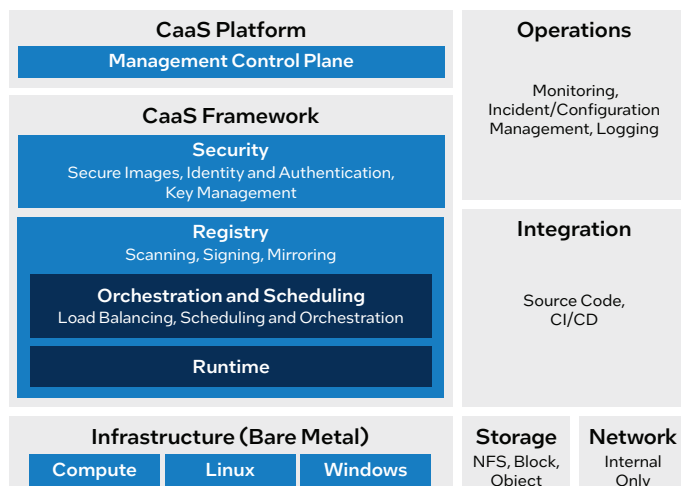 CaaS Platform
Management Control Plane
CaaS Framework
Security
Secure Images, Identity and Authentication,
Key Management
Registry
Scanning, Signing, Mirroring
Orchestration and Scheduling
Load Balancing, Scheduling and Orchestration
Runtime
Infrastructure (Bare Metal)
Compute
Linux
Windows
Operations
Monitoring,
Incident/Configuration
Management, Logging
Integration
Source Code,
CI/CD
Storage
NFS, Block,
Object
Network
Internal
Only